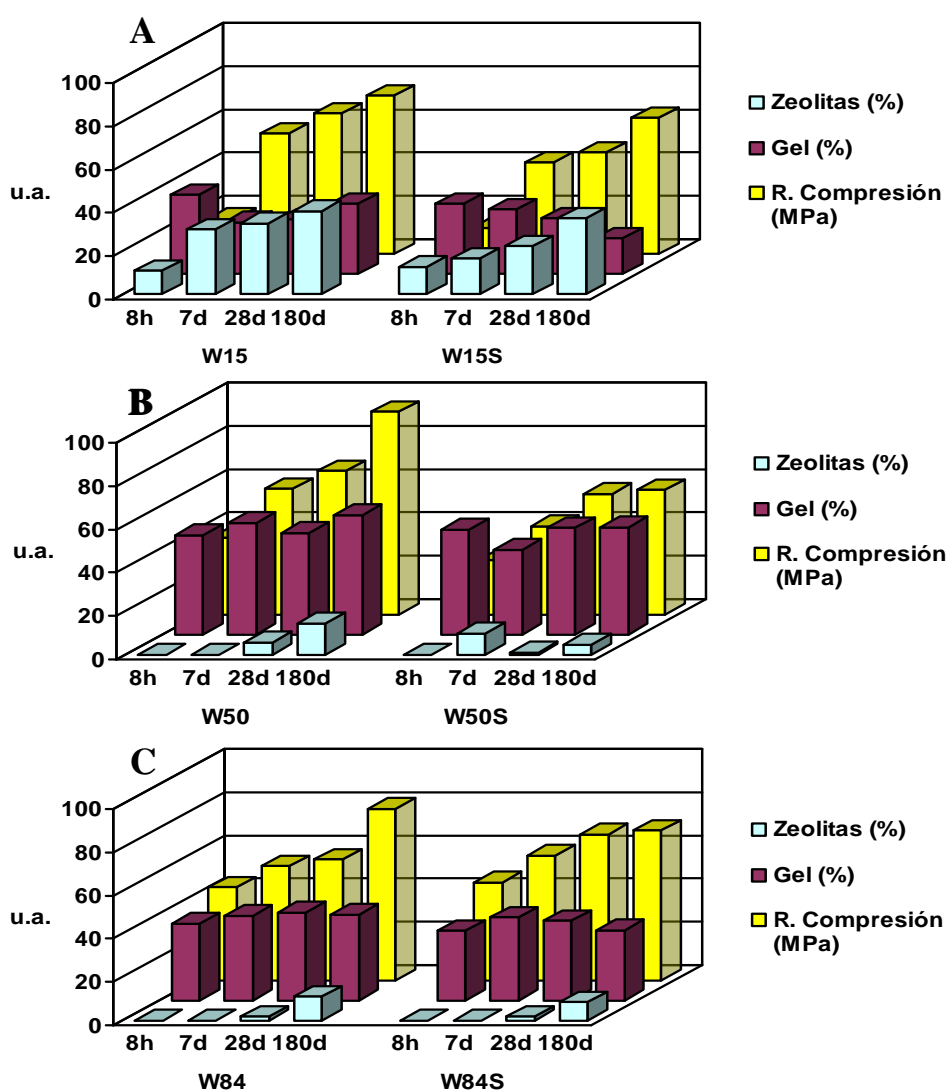 A
100
80
60
40
20
0
u.a.
8h 7d 28d 180d 8h 7d 28d 180d
W15 W15S
Zeolitas (%)
Gel (%)
R. Compresión
(MPa)
B
100
80
60
40
20
0
u.a.
8h 7d 28d 180d 8h 7d 28d 180d
W50 W50S
Zeolitas (%)
Gel (%)
R. Compresión
(MPa)
C
100
80
60
40
20
0
u.a.
8h 7d 28d 180d 8h 7d 28d 180d
W84 W84S
Zeolitas (%)
Gel (%)
R. Compresión
(MPa)